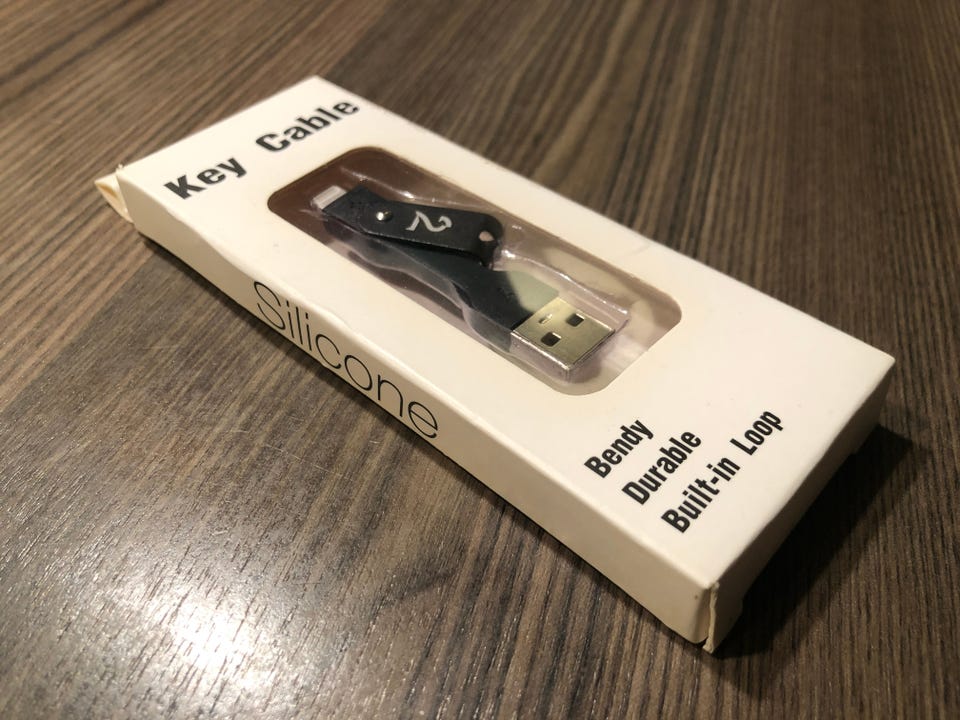 Key Cable
2
Silicone
Bendy
Durable
Built-in Loop